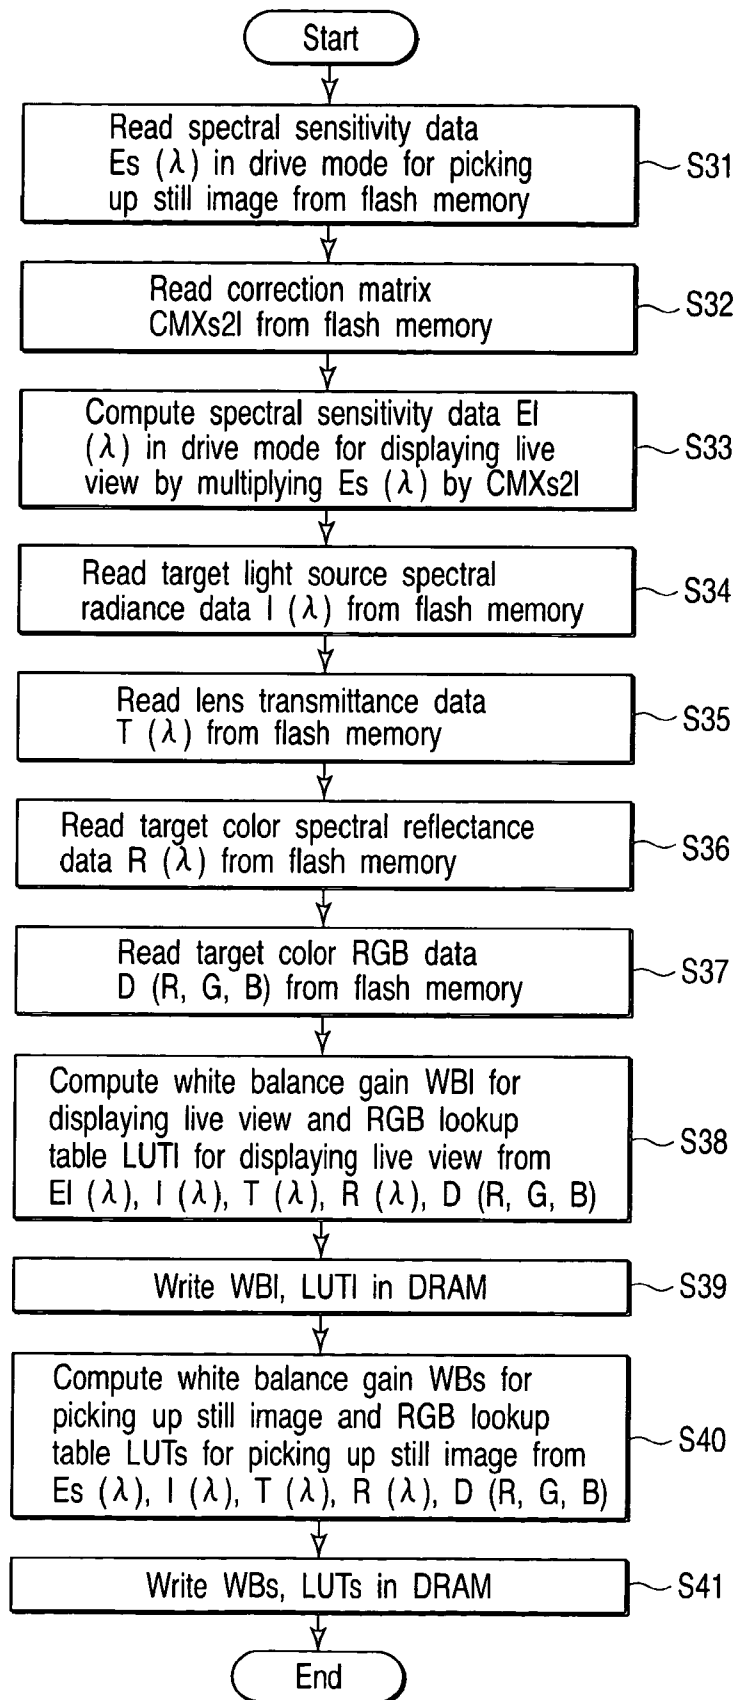 Start
Read spectral sensitivity data
Es (λ) in drive mode for picking
up still image from flash memory
S31
Read correction matrix
CMXs2l from flash memory
S32
Compute spectral sensitivity data El
(λ) in drive mode for displaying live
view by multiplying Es (λ) by CMXs2l
S33
Read target light source spectral
radiance data I (λ) from flash memory
S34
Read lens transmittance data
T (λ) from flash memory
S35
Read target color spectral reflectance
data R (λ) from flash memory
S36
Read target color RGB data
D (R, G, B) from flash memory
S37
Compute white balance gain WBl for
displaying live view and RGB lookup
table LUTl for displaying live view from
El (λ), I (λ), T (λ), R (λ), D (R, G, B)
S38
Write WBl, LUTl in DRAM
S39
Compute white balance gain WBs for
picking up still image and RGB lookup
table LUTs for picking up still image from
Es (λ), I (λ), T (λ), R (λ), D (R, G, B)
S40
Write WBs, LUTs in DRAM
S41
End